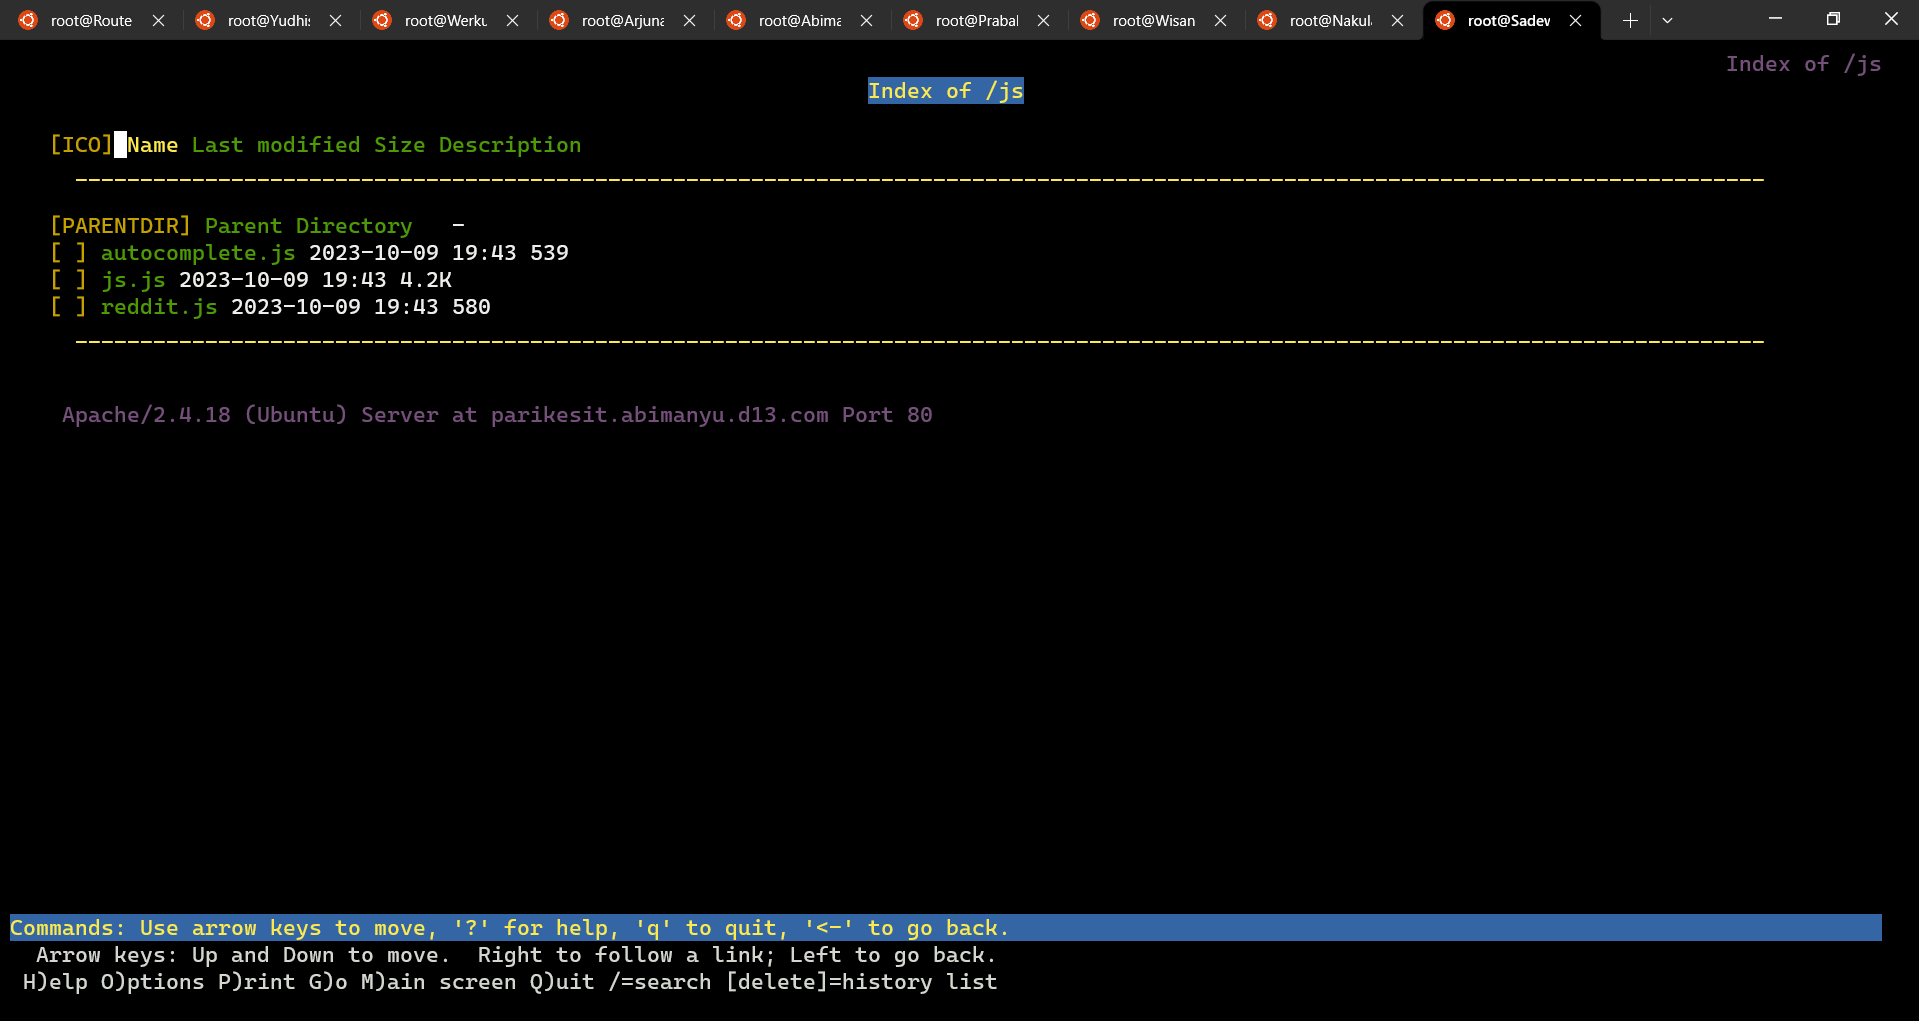 root@Route root@Yudhi root@Werku root@Arjuna root@Abima root@Prabal root@Wisan root@Nakul root@Sadew
Index of /js
Index of /js
[ICO] Name Last modified Size Description
[PARENTDIR] Parent Directory -
[ ] autocomplete.js 2023-10-09 19:43 539
[ ] js.js 2023-10-09 19:43 4.2K
[ ] reddit.js 2023-10-09 19:43 580
Apache/2.4.18 (Ubuntu) Server at parikesit.abimanyu.d13.com Port 80
Commands: Use arrow keys to move, '?' for help, 'q' to quit, '<-' to go back.
Arrow keys: Up and Down to move. Right to follow a link; Left to go back.
H)elp O)ptions P)rint G)o M)ain screen Q)uit /=search [delete]=history list